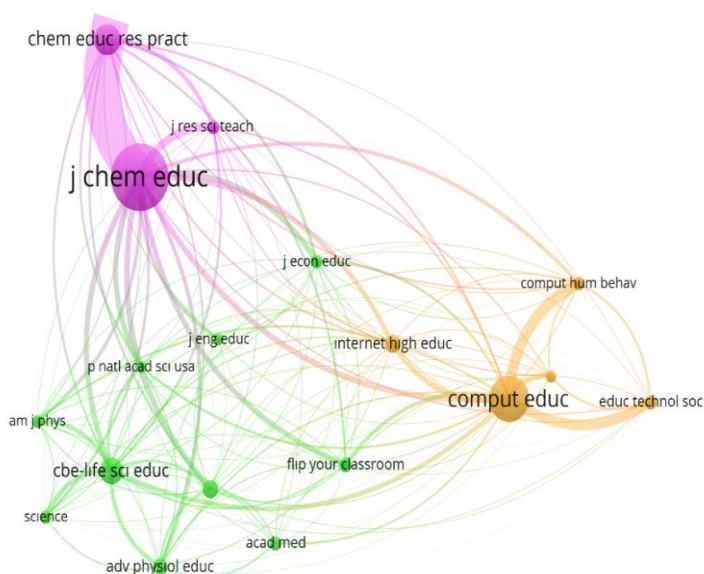 chem educ res pract
j res sci teach
j chem educ
j econ educ
comput hum behav
j eng educ
internet high educ
p natl acad sci usa
comput educ
educ technol soc
am j phys
cbe-life sci educ
flip your classroom
science
acad med
adv physiol educ